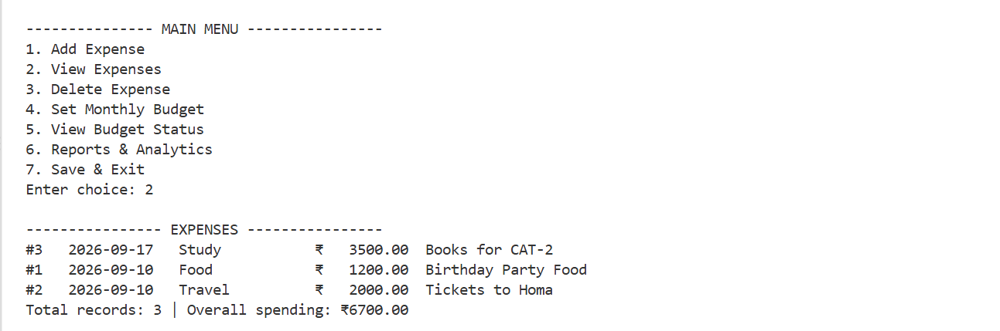 --------------- MAIN MENU ----------------
1. Add Expense
2. View Expenses
3. Delete Expense
4. Set Monthly Budget
5. View Budget Status
6. Reports & Analytics
7. Save & Exit
Enter choice: 2
---------------- EXPENSES ----------------
#3   2026-09-17   Study           ₹   3500.00  Books for CAT-2
#1   2026-09-10   Food            ₹   1200.00  Birthday Party Food
#2   2026-09-10   Travel          ₹   2000.00  Tickets to Homa
Total records: 3 | Overall spending: ₹6700.00